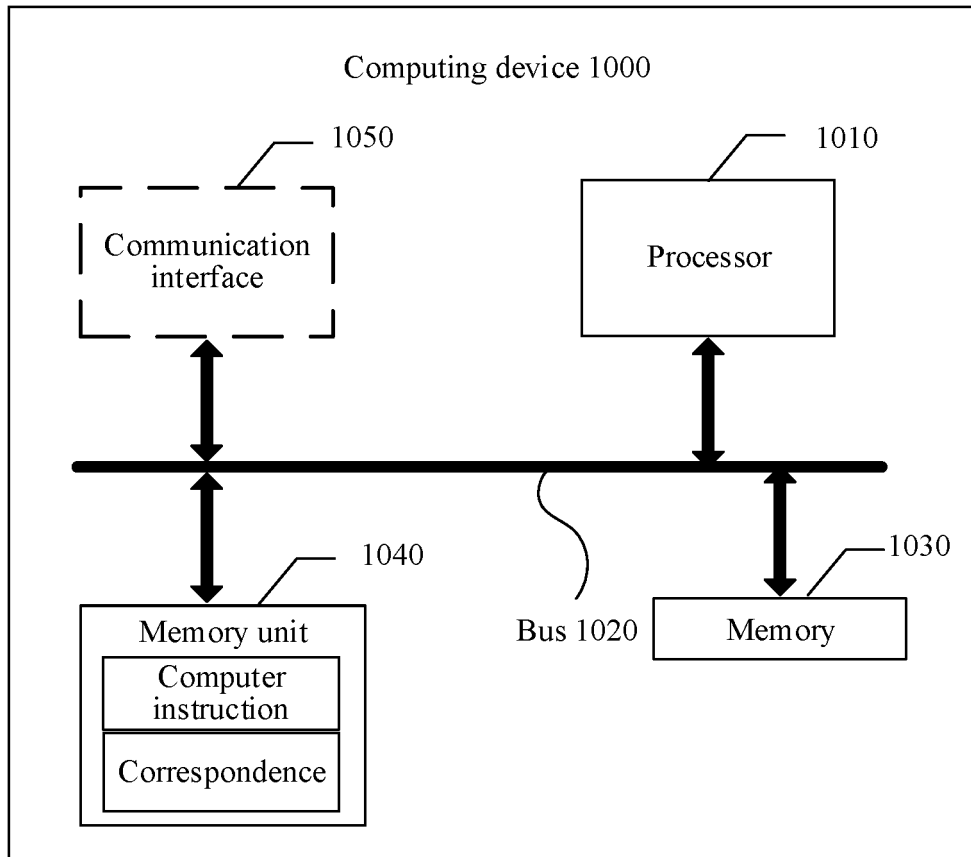 Computing device 1000
1050
1010
Communication
interface
Processor
1040
1030
Bus 1020
Memory
Memory unit
Computer
instruction
Correspondence